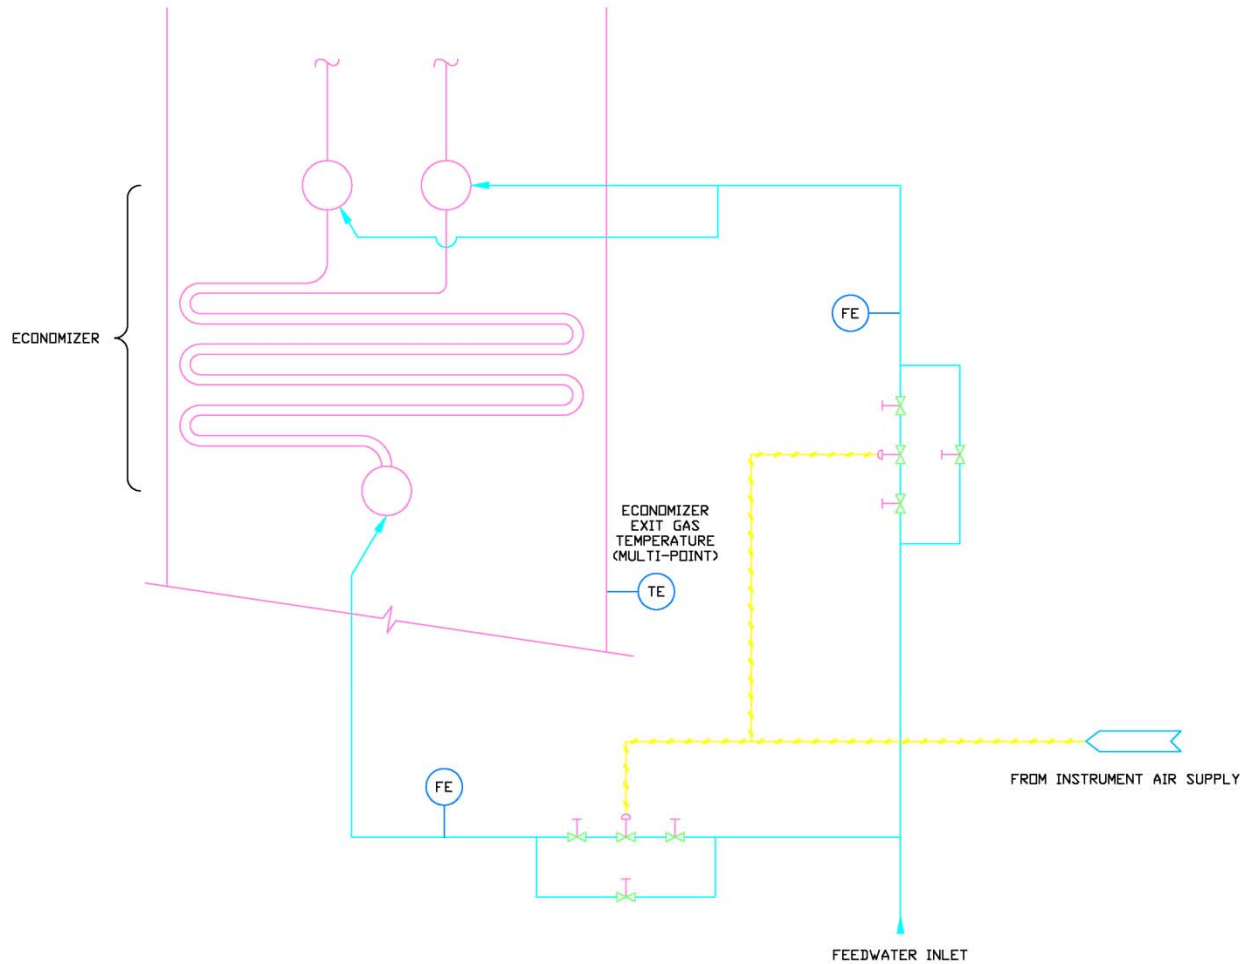 FE
ECONOMIZER
ECONOMIZER
EXIT GAS
TEMPERATURE
(MULTI-POINT)
TE
FROM INSTRUMENT AIR SUPPLY
FE
FEEDWATER INLET